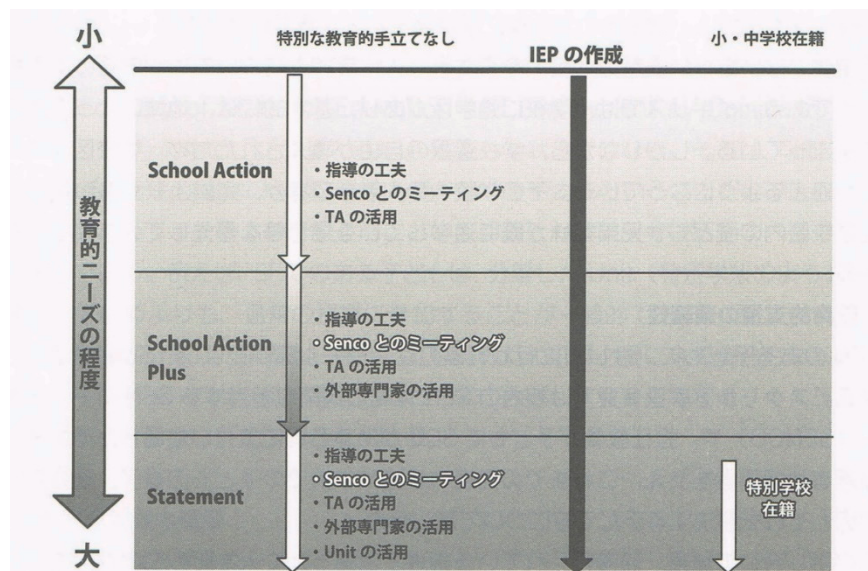 小
特別な教育的手立てなし
IEP の作成
小・中学校在籍
教育的ニーズの程度
School Action
・指導の工夫
・Senco とのミーティング
・TA の活用
School Action
Plus
・指導の工夫
・Senco とのミーティング
・TA の活用
・外部専門家の活用
Statement
・指導の工夫
・Senco とのミーティング
・TA の活用
・外部専門家の活用
・Unit の活用
特別学校
在籍
大